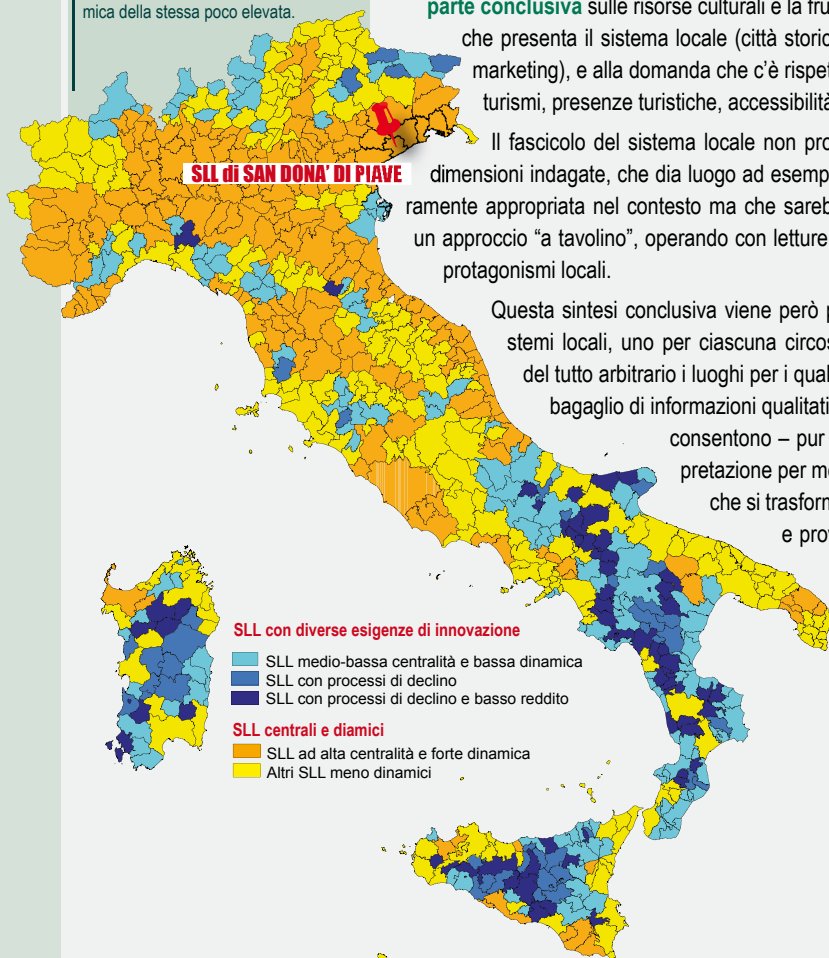 mica della stessa poco elevata.
parte conclusiva sulle risorse culturali e la fru
che presenta il sistema locale (città storic
marketing), e alla domanda che c'è rispet
turismi, presenze turistiche, accessibilità
Il fascicolo del sistema locale non pro
dimensioni indagate, che dia luogo ad esemp
ramente appropriata nel contesto ma che sareb
un approccio “a tavolino”, operando con letture
protagonismi locali.
Questa sintesi conclusiva viene però p
stemi locali, uno per ciascuna circos
del tutto arbitrario i luoghi per i qual
bagaglio di informazioni qualitati
consentono – pur
pretazione per me
che si trasform
e prov
SLL di SAN DONA' DI PIAVE
SLL con diverse esigenze di innovazione
SLL medio-bassa centralità e bassa dinamica
SLL con processi di declino
SLL con processi di declino e basso reddito
SLL centrali e diamici
SLL ad alta centralità e forte dinamica
Altri SLL meno dinamici